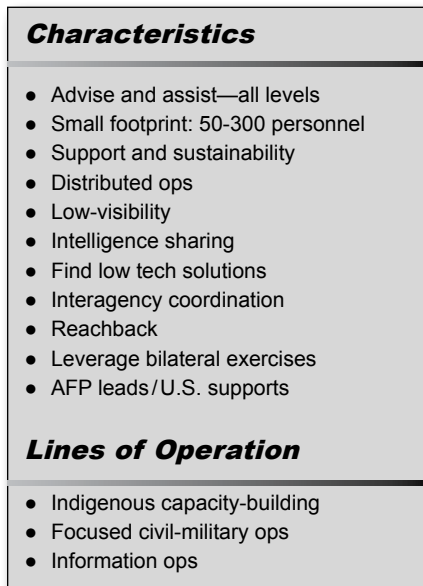 Characteristics
● Advise and assist—all levels
● Small footprint: 50-300 personnel
● Support and sustainability
● Distributed ops
● Low-visibility
● Intelligence sharing
● Find low tech solutions
● Interagency coordination
● Reachback
● Leverage bilateral exercises
● AFP leads/U.S. supports
Lines of Operation
● Indigenous capacity-building
● Focused civil-military ops
● Information ops